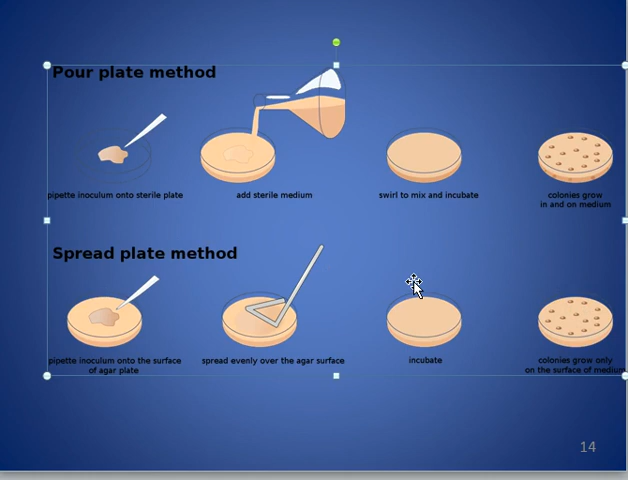 Pour plate method
pipette inoculum onto sterile plate
add sterile medium
swirl to mix and incubate
colonies grow
in and on medium
Spread plate method
pipette inoculum onto the surface
of agar plate
spread evenly over the agar surface
incubate
colonies grow only
on the surface of medium
14